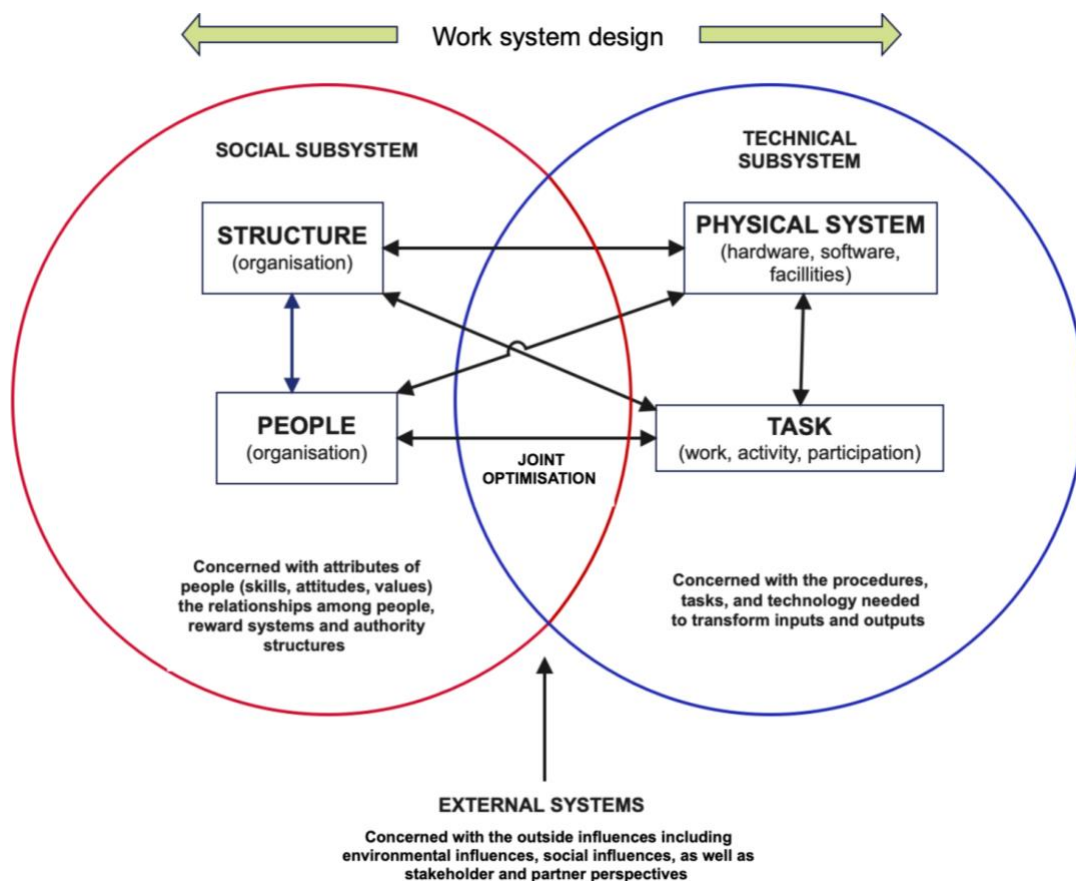 Work system design
SOCIAL SUBSYSTEM
TECHNICAL
SUBSYSTEM
STRUCTURE
(organisation)
PHYSICAL SYSTEM
(hardware, software,
facillities)
PEOPLE
(organisation)
TASK
(work, activity, participation)
JOINT
OPTIMISATION
Concerned with attributes of
people (skills, attitudes, values)
the relationships among people,
reward systems and authority
structures
Concerned with the procedures,
tasks, and technology needed
to transform inputs and outputs
EXTERNAL SYSTEMS
Concerned with the outside influences including
environmental influences, social influences, as well as
stakeholder and partner perspectives